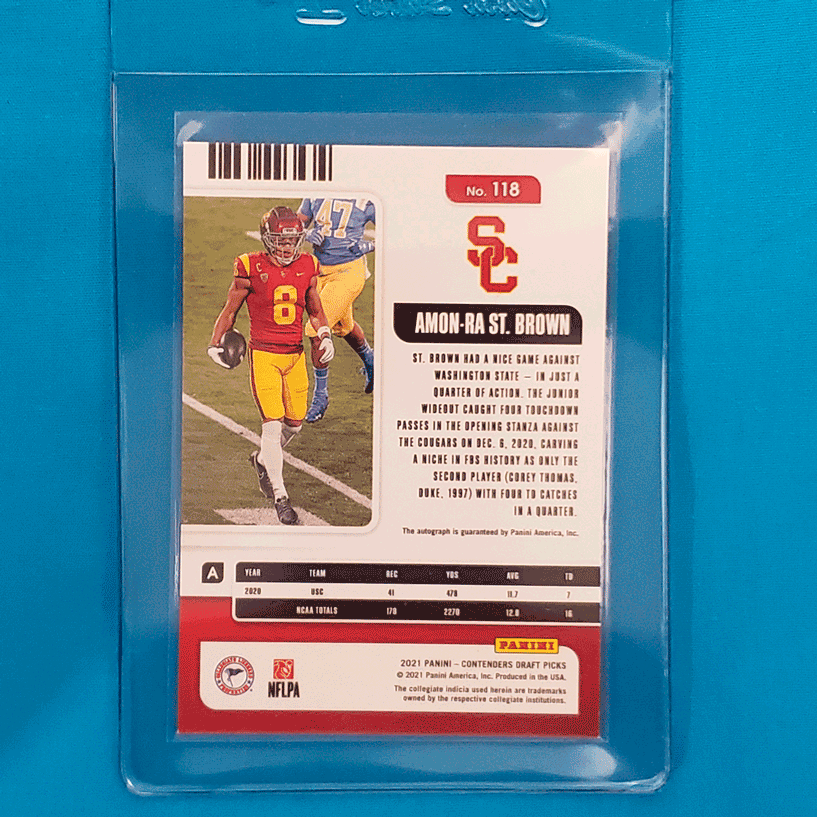 No. 118
SC
47
8
C
AMON-RA ST. BROWN
ST. BROWN HAD A NICE GAME AGAINST
WASHINGTON STATE — IN JUST A
QUARTER OF ACTION. THE JUNIOR
WIDEOUT CAUGHT FOUR TOUCHDOWN
PASSES IN THE OPENING STANZA AGAINST
THE COUGARS ON DEC. 6, 2020, CARVING
A NICHE IN FBS HISTORY AS ONLY THE
SECOND PLAYER (COREY THOMAS,
DUKE, 1997) WITH FOUR TD CATCHES
IN A QUARTER.
The autograph is guaranteed by Panini America, Inc.
A YEAR TEAM REC YDS AVG TD
2020 USC 41 478 11.7 7
NCAA TOTALS 178 2270 12.8 16
PANINI
2021 PANINI – CONTENDERS DRAFT PICKS
© 2021 Panini America, Inc. Produced in the USA.
The collegiate indicia used herein are trademarks
owned by the respective collegiate institutions.
NFLPA